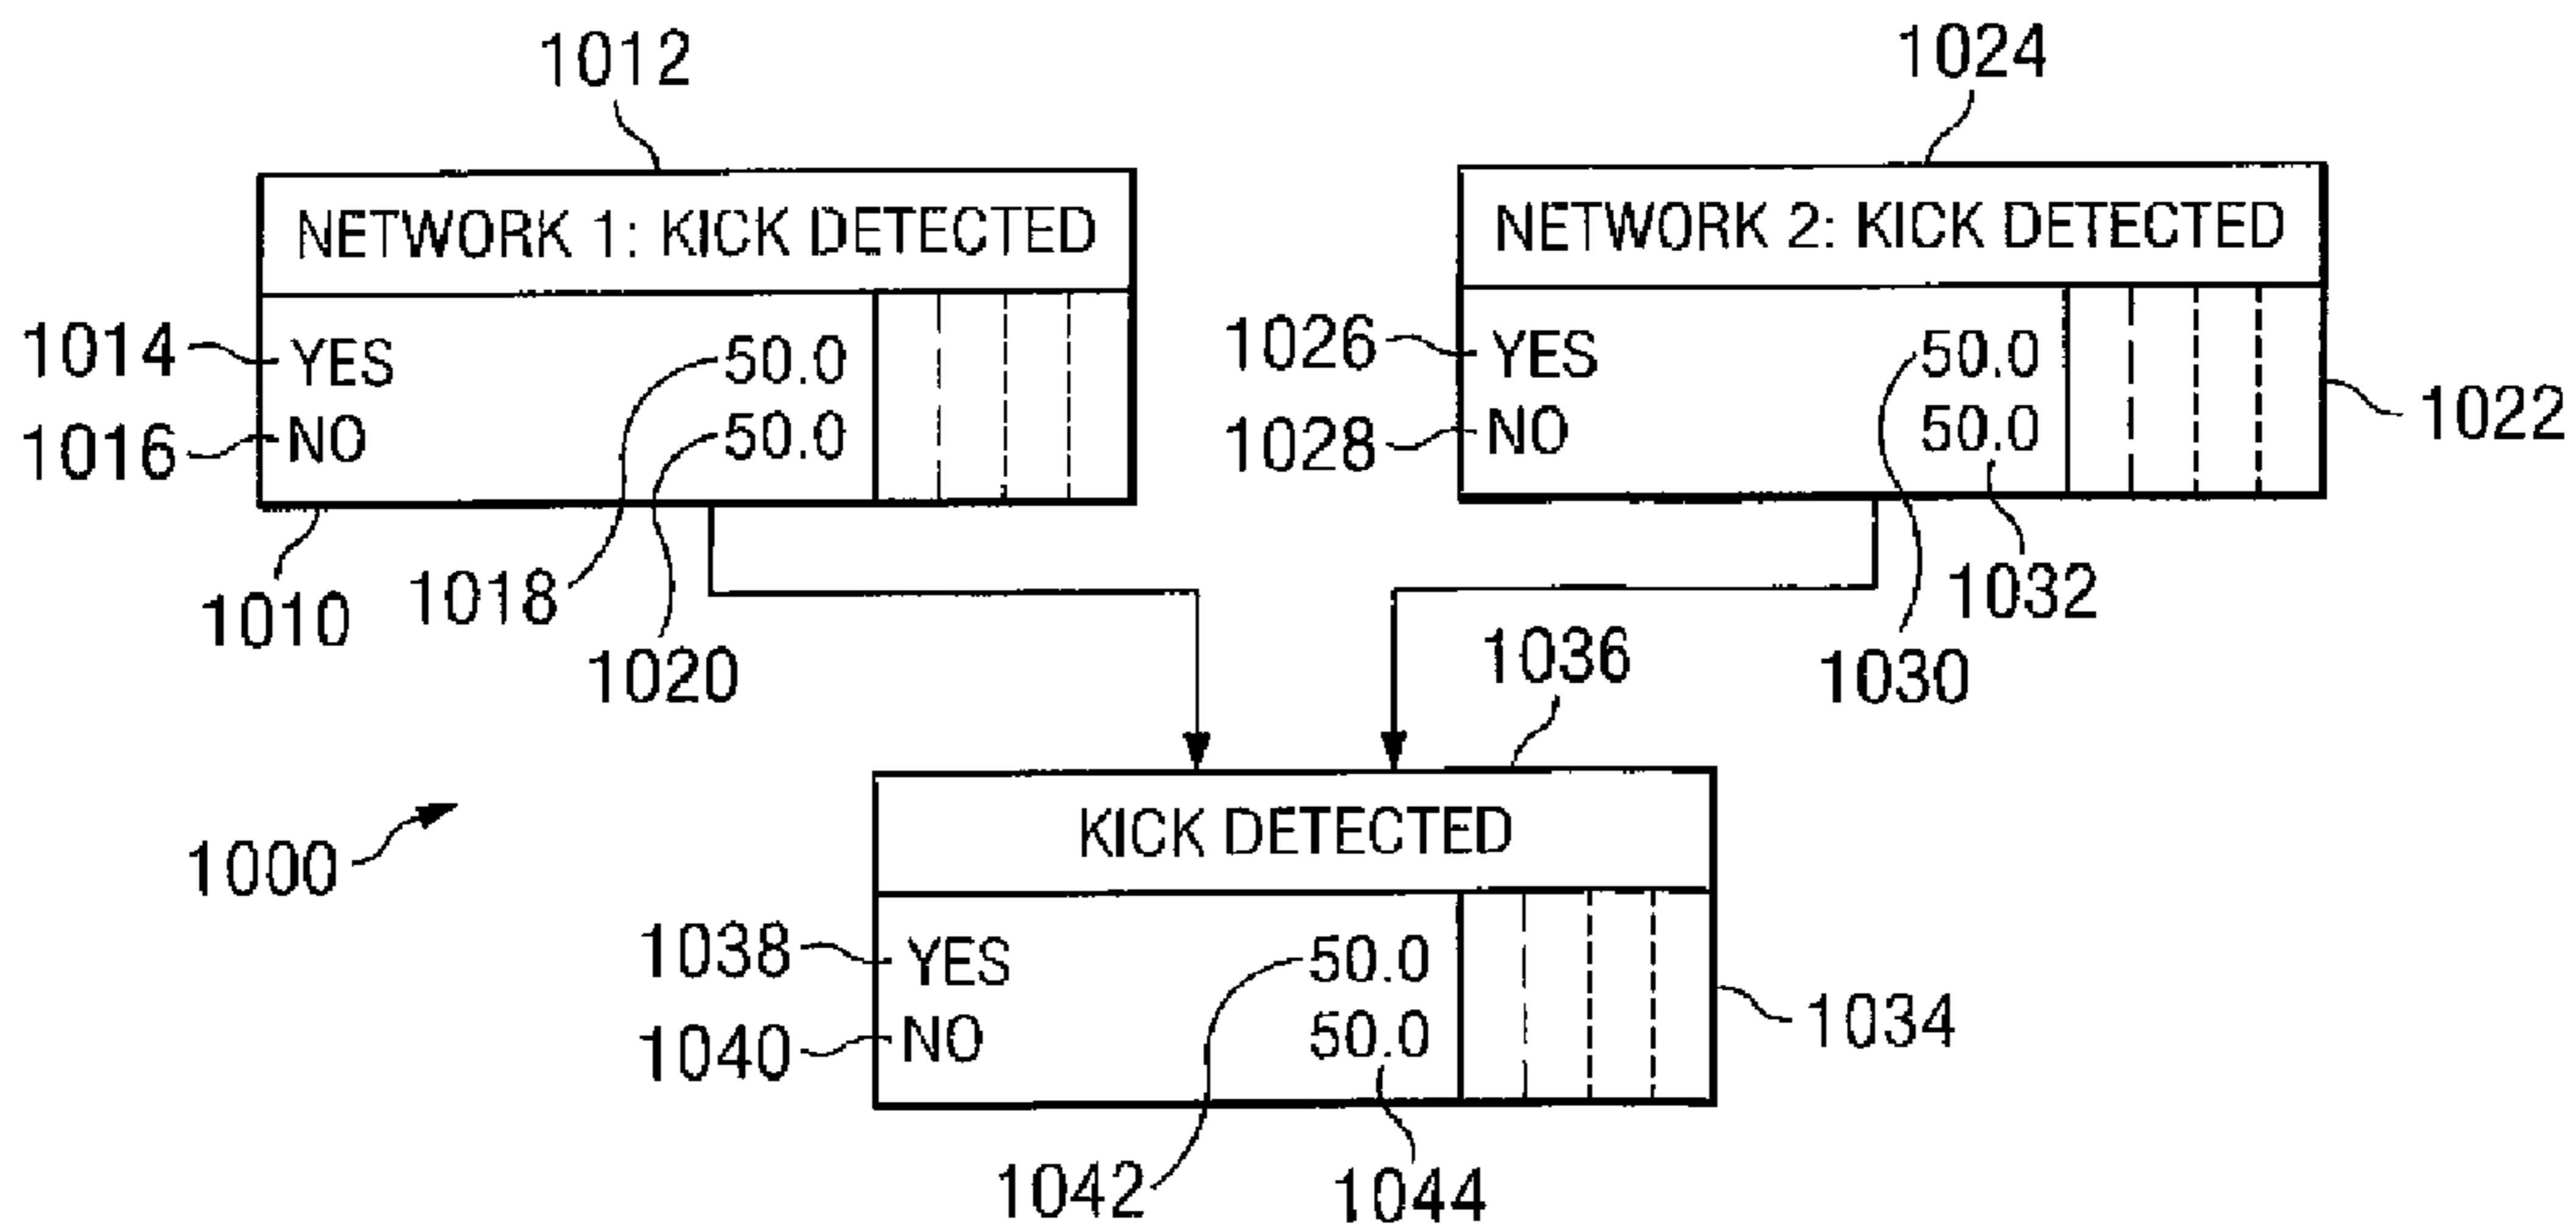 1012
1024
NETWORK 1: KICK DETECTED
NETWORK 2: KICK DETECTED
1014 YES 50.0
1016 NO 50.0
1026 YES 50.0
1028 NO 50.0
1022
1010
1018
1020
1032
1030
1036
KICK DETECTED
1000
1038 YES 50.0
1040 NO 50.0
1034
1042
1044